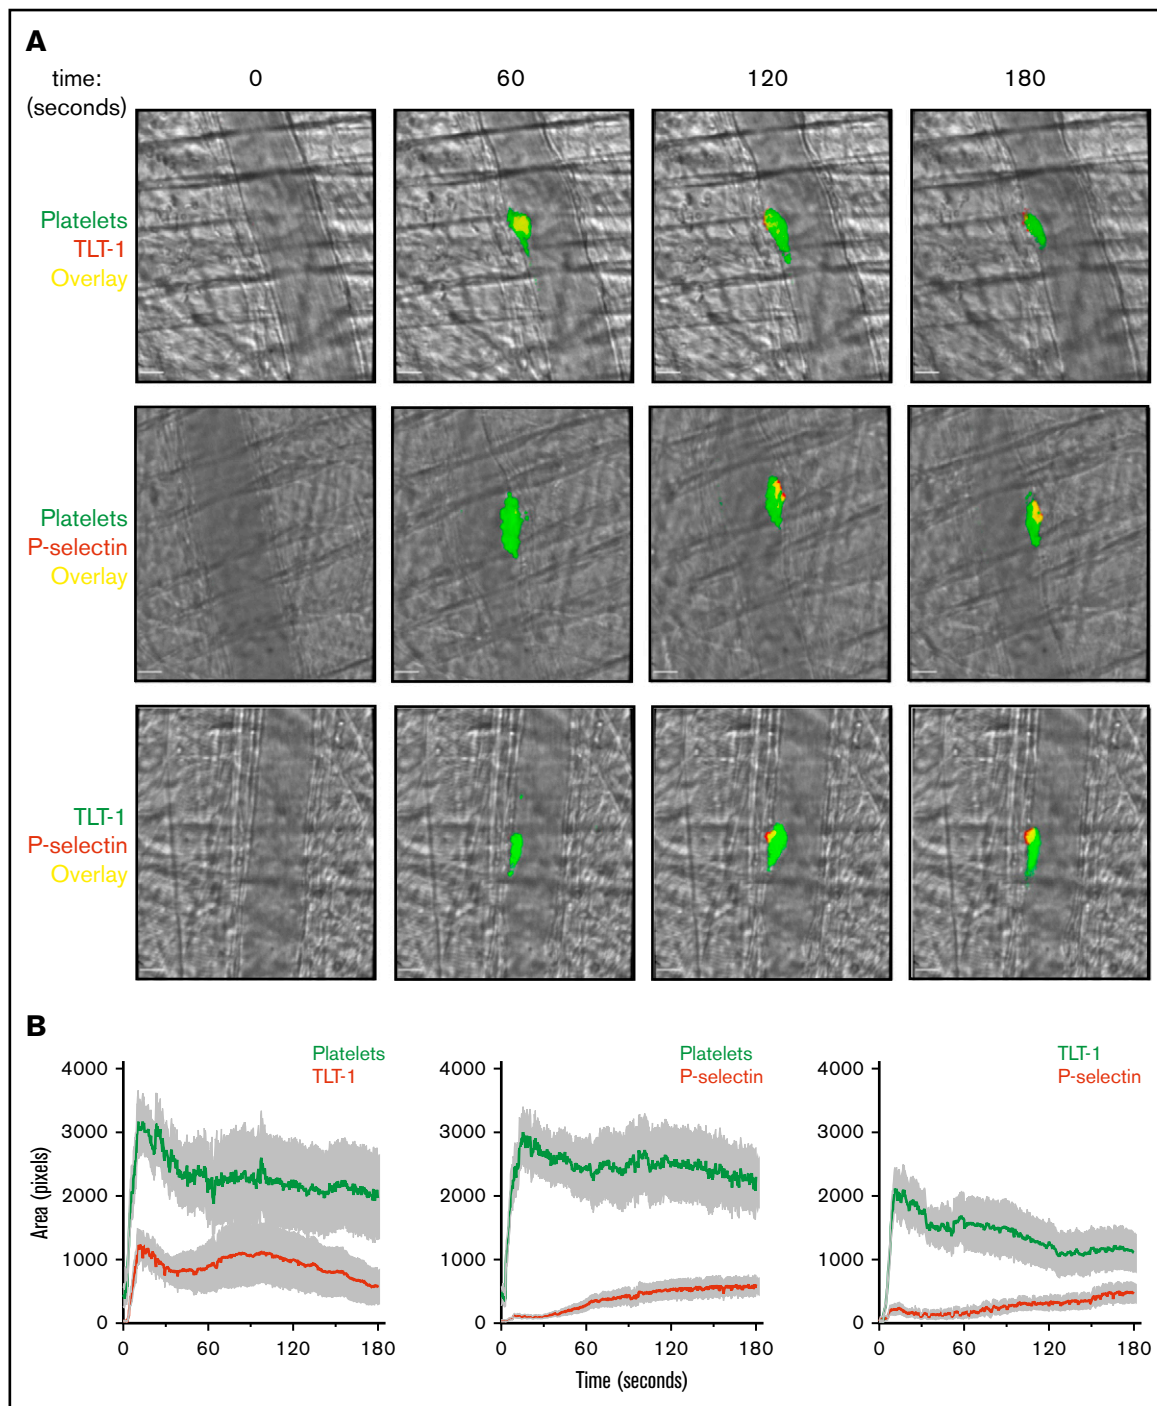 A
time: 0 60 120 180
(seconds)
Platelets
TLT-1
Overlay
Platelets
P-selectin
Overlay
TLT-1
P-selectin
Overlay
B
Platelets
TLT-1
Platelets
P-selectin
TLT-1
P-selectin
4000
3000
2000
1000
0
Area (pixels)
0 60 120 180
4000
3000
2000
1000
0
0 60 120 180
4000
3000
2000
1000
0
0 60 120 180
Time (seconds)